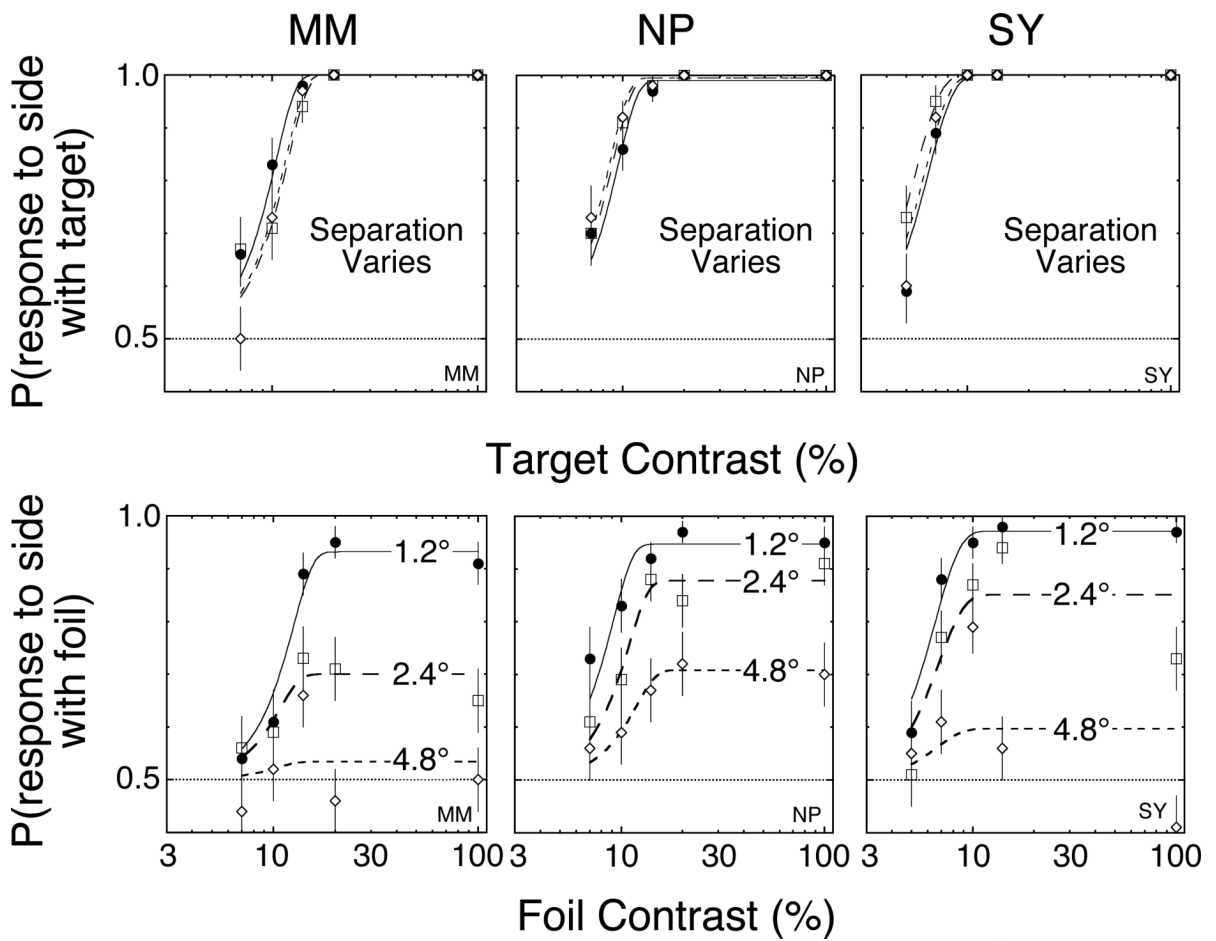 MM NP SY
P(response to side
with target)
1.0
0.5
Separation
Varies
MM
Separation
Varies
NP
Separation
Varies
SY
Target Contrast (%)
P(response to side
with foil)
1.0
0.5
1.2°
2.4°
4.8°
MM
1.2°
2.4°
4.8°
NP
1.2°
2.4°
4.8°
SY
3 10 30 100 3 10 30 100 3 10 30 100
Foil Contrast (%)